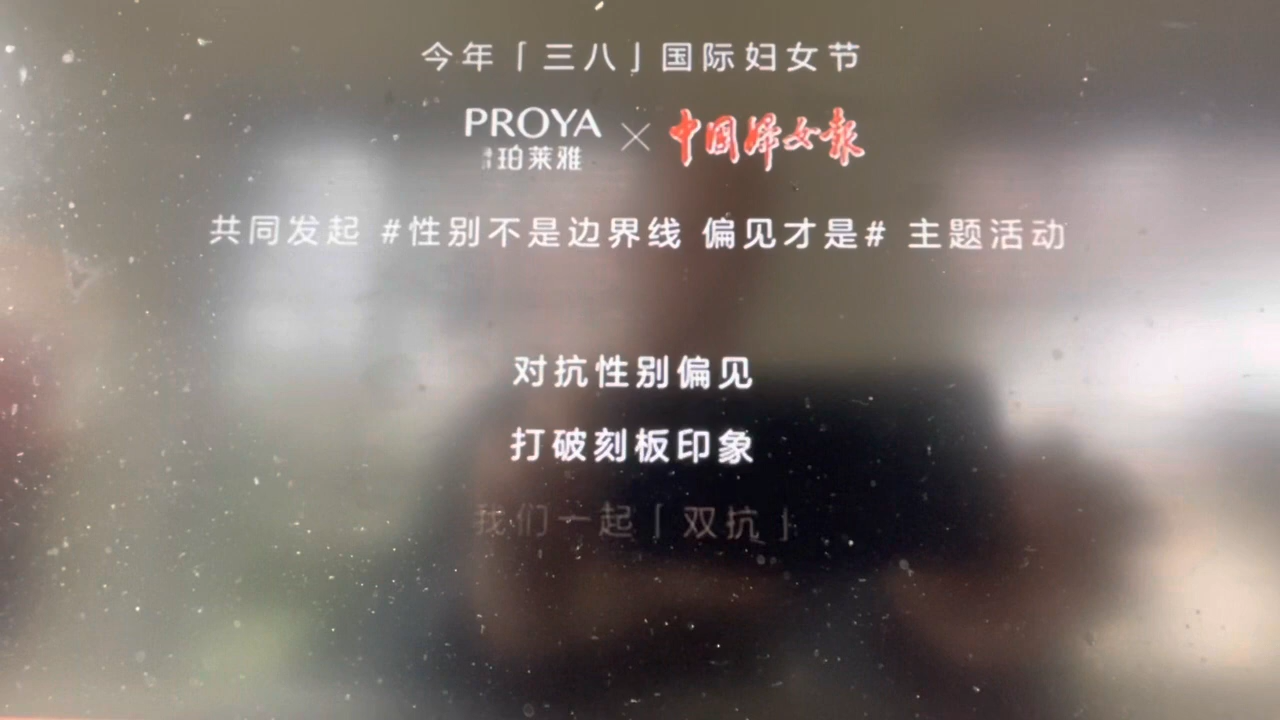 今年「三八」国际妇女节
PROYA × 中国妇女报
珀莱雅
共同发起 #性别不是边界线 偏见才是# 主题活动
对抗性别偏见
打破刻板印象
我们一起「双抗」